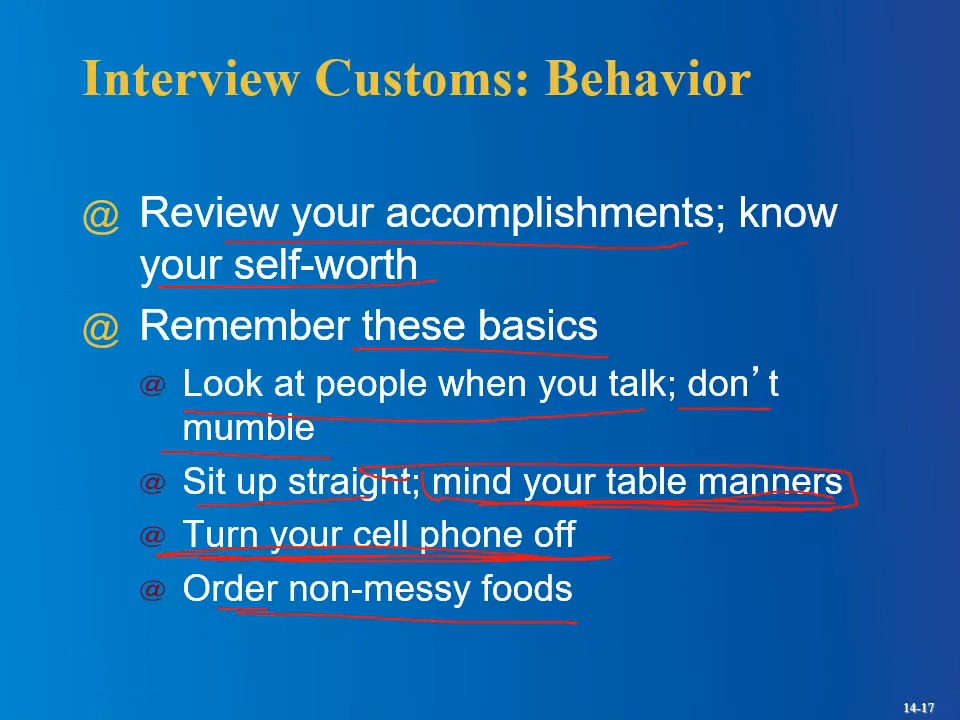 Interview Customs: Behavior
@ Review your accomplishments; know
your self-worth
@ Remember these basics
@ Look at people when you talk; don’t
mumble
@ Sit up straight; mind your table manners
@ Turn your cell phone off
@ Order non-messy foods
14-17